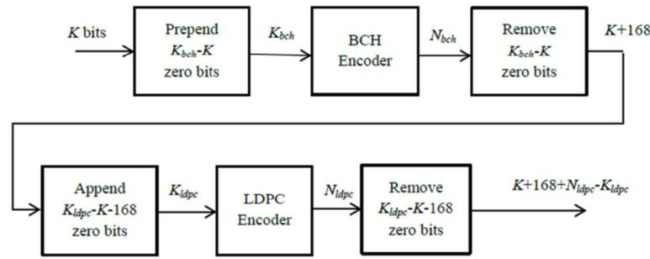 K bits
Prepend
K_bch-K
zero bits
K_bch
BCH
Encoder
N_bch
Remove
K_bch-K
zero bits
K+168
Append
K_ldpc-K-168
zero bits
K_ldpc
LDPC
Encoder
N_ldpc
Remove
K_ldpc-K-168
zero bits
K+168+N_ldpc-K_ldpc